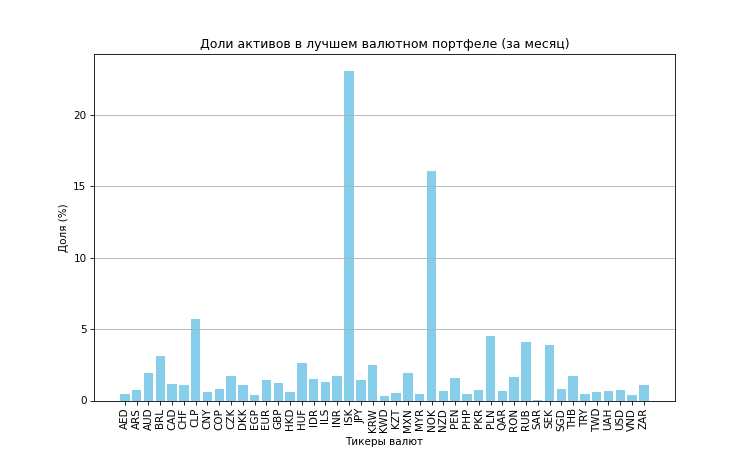 Доли активов в лучшем валютном портфеле (за месяц)
Доля (%)
20
15
10
5
0
AED ARS AUD BRL CAD CHF CLP CNY COP CZK DKK EGP EUR GBP HKD HUF IDR ILS INR ISK JPY KRW KWD KZT MXN MYR NOK NZD PEN PHP PKR PLN QAR RON RUB SAR SEK SGD THB TRY TWD UAH USD VND ZAR
Тикеры валют